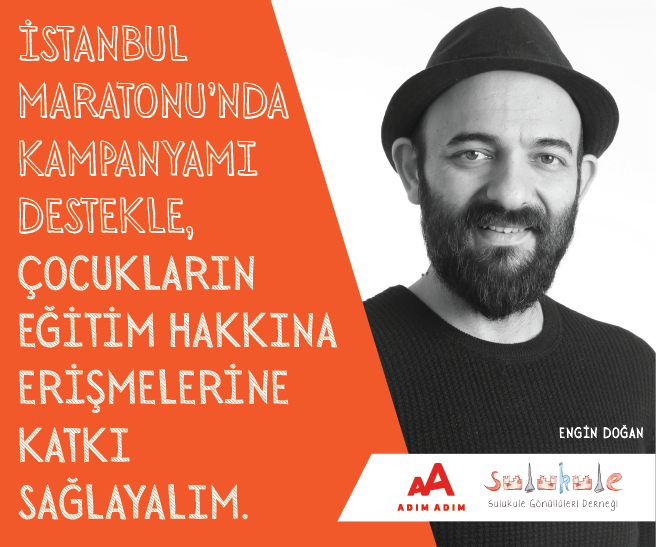 İSTANBUL
MARATONU'NDA
KAMPANYAMI
DESTEKLE,
ÇOCUKLARIN
EĞİTİM HAKKINA
ERİŞMELERİNE
KATKI
SAĞLAYALIM.
ENGİN DOĞAN
AA
ADIM ADIM
Sulukule
Sulukule Gönüllüleri Derneği